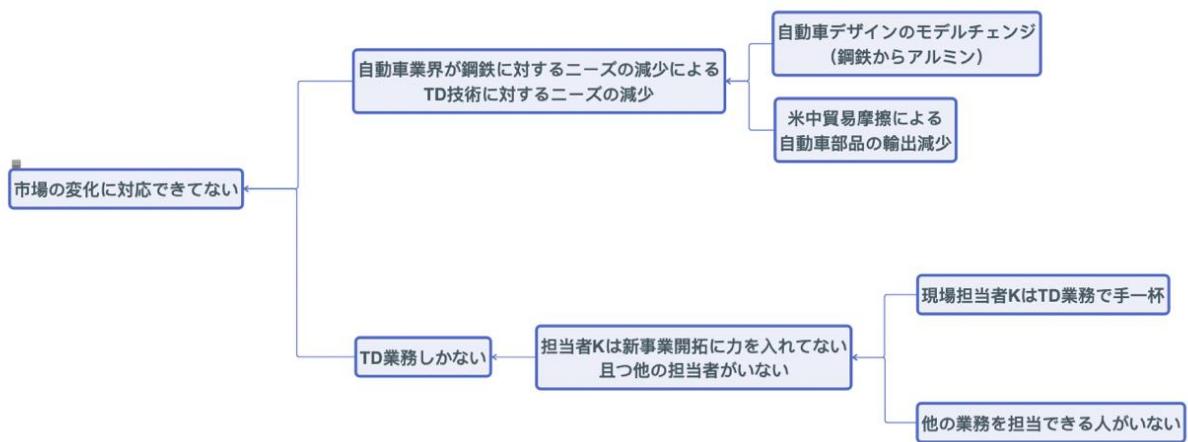 自動車デザインのモデルチェンジ
（鋼鉄からアルミン）
自動車業界が鋼鉄に対するニーズの減少による
TD技術に対するニーズの減少
米中貿易摩擦による
自動車部品の輸出減少
市場の変化に対応できてない
現場担当者KはTD業務で手一杯
TD業務しかない
担当者Kは新事業開拓に力を入れてない
且つ他の担当者がいない
他の業務を担当できる人がいない